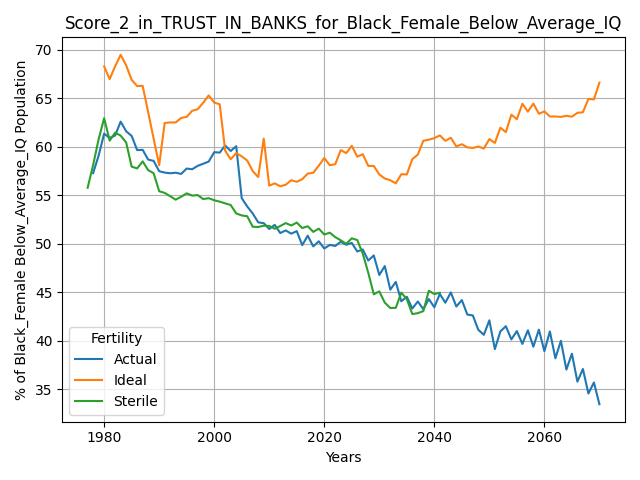 Score_2_in_TRUST_IN_BANKS_for_Black_Female_Below_Average_IQ
% of Black_Female Below_Average_IQ Population
70
65
60
55
50
45
40
35
Fertility
Actual
Ideal
Sterile
1980
2000
2020
2040
2060
Years